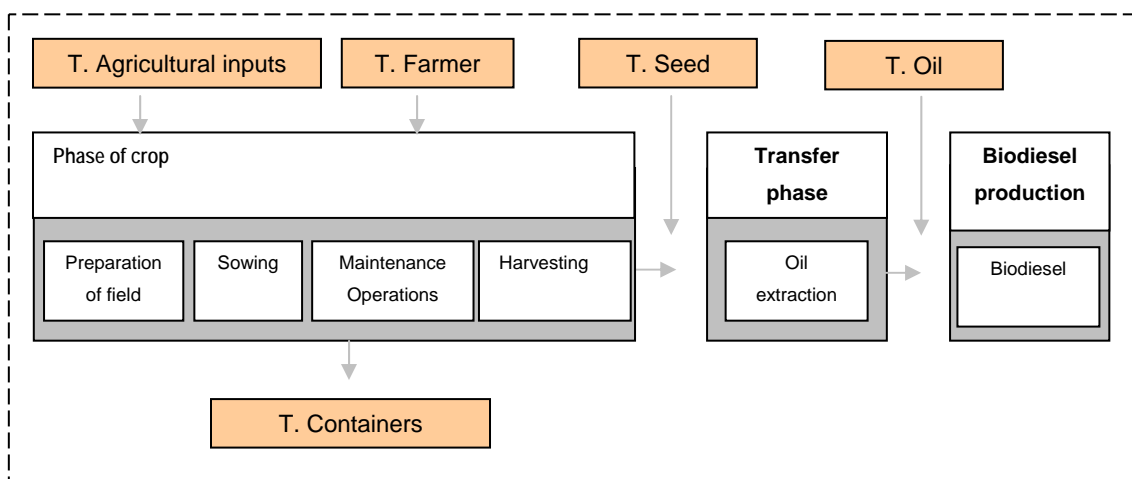 T. Agricultural inputs
T. Farmer
T. Seed
T. Oil
Phase of crop
Transfer
phase
Biodiesel
production
Preparation
of field
Sowing
Maintenance
Operations
Harvesting
Oil
extraction
Biodiesel
T. Containers